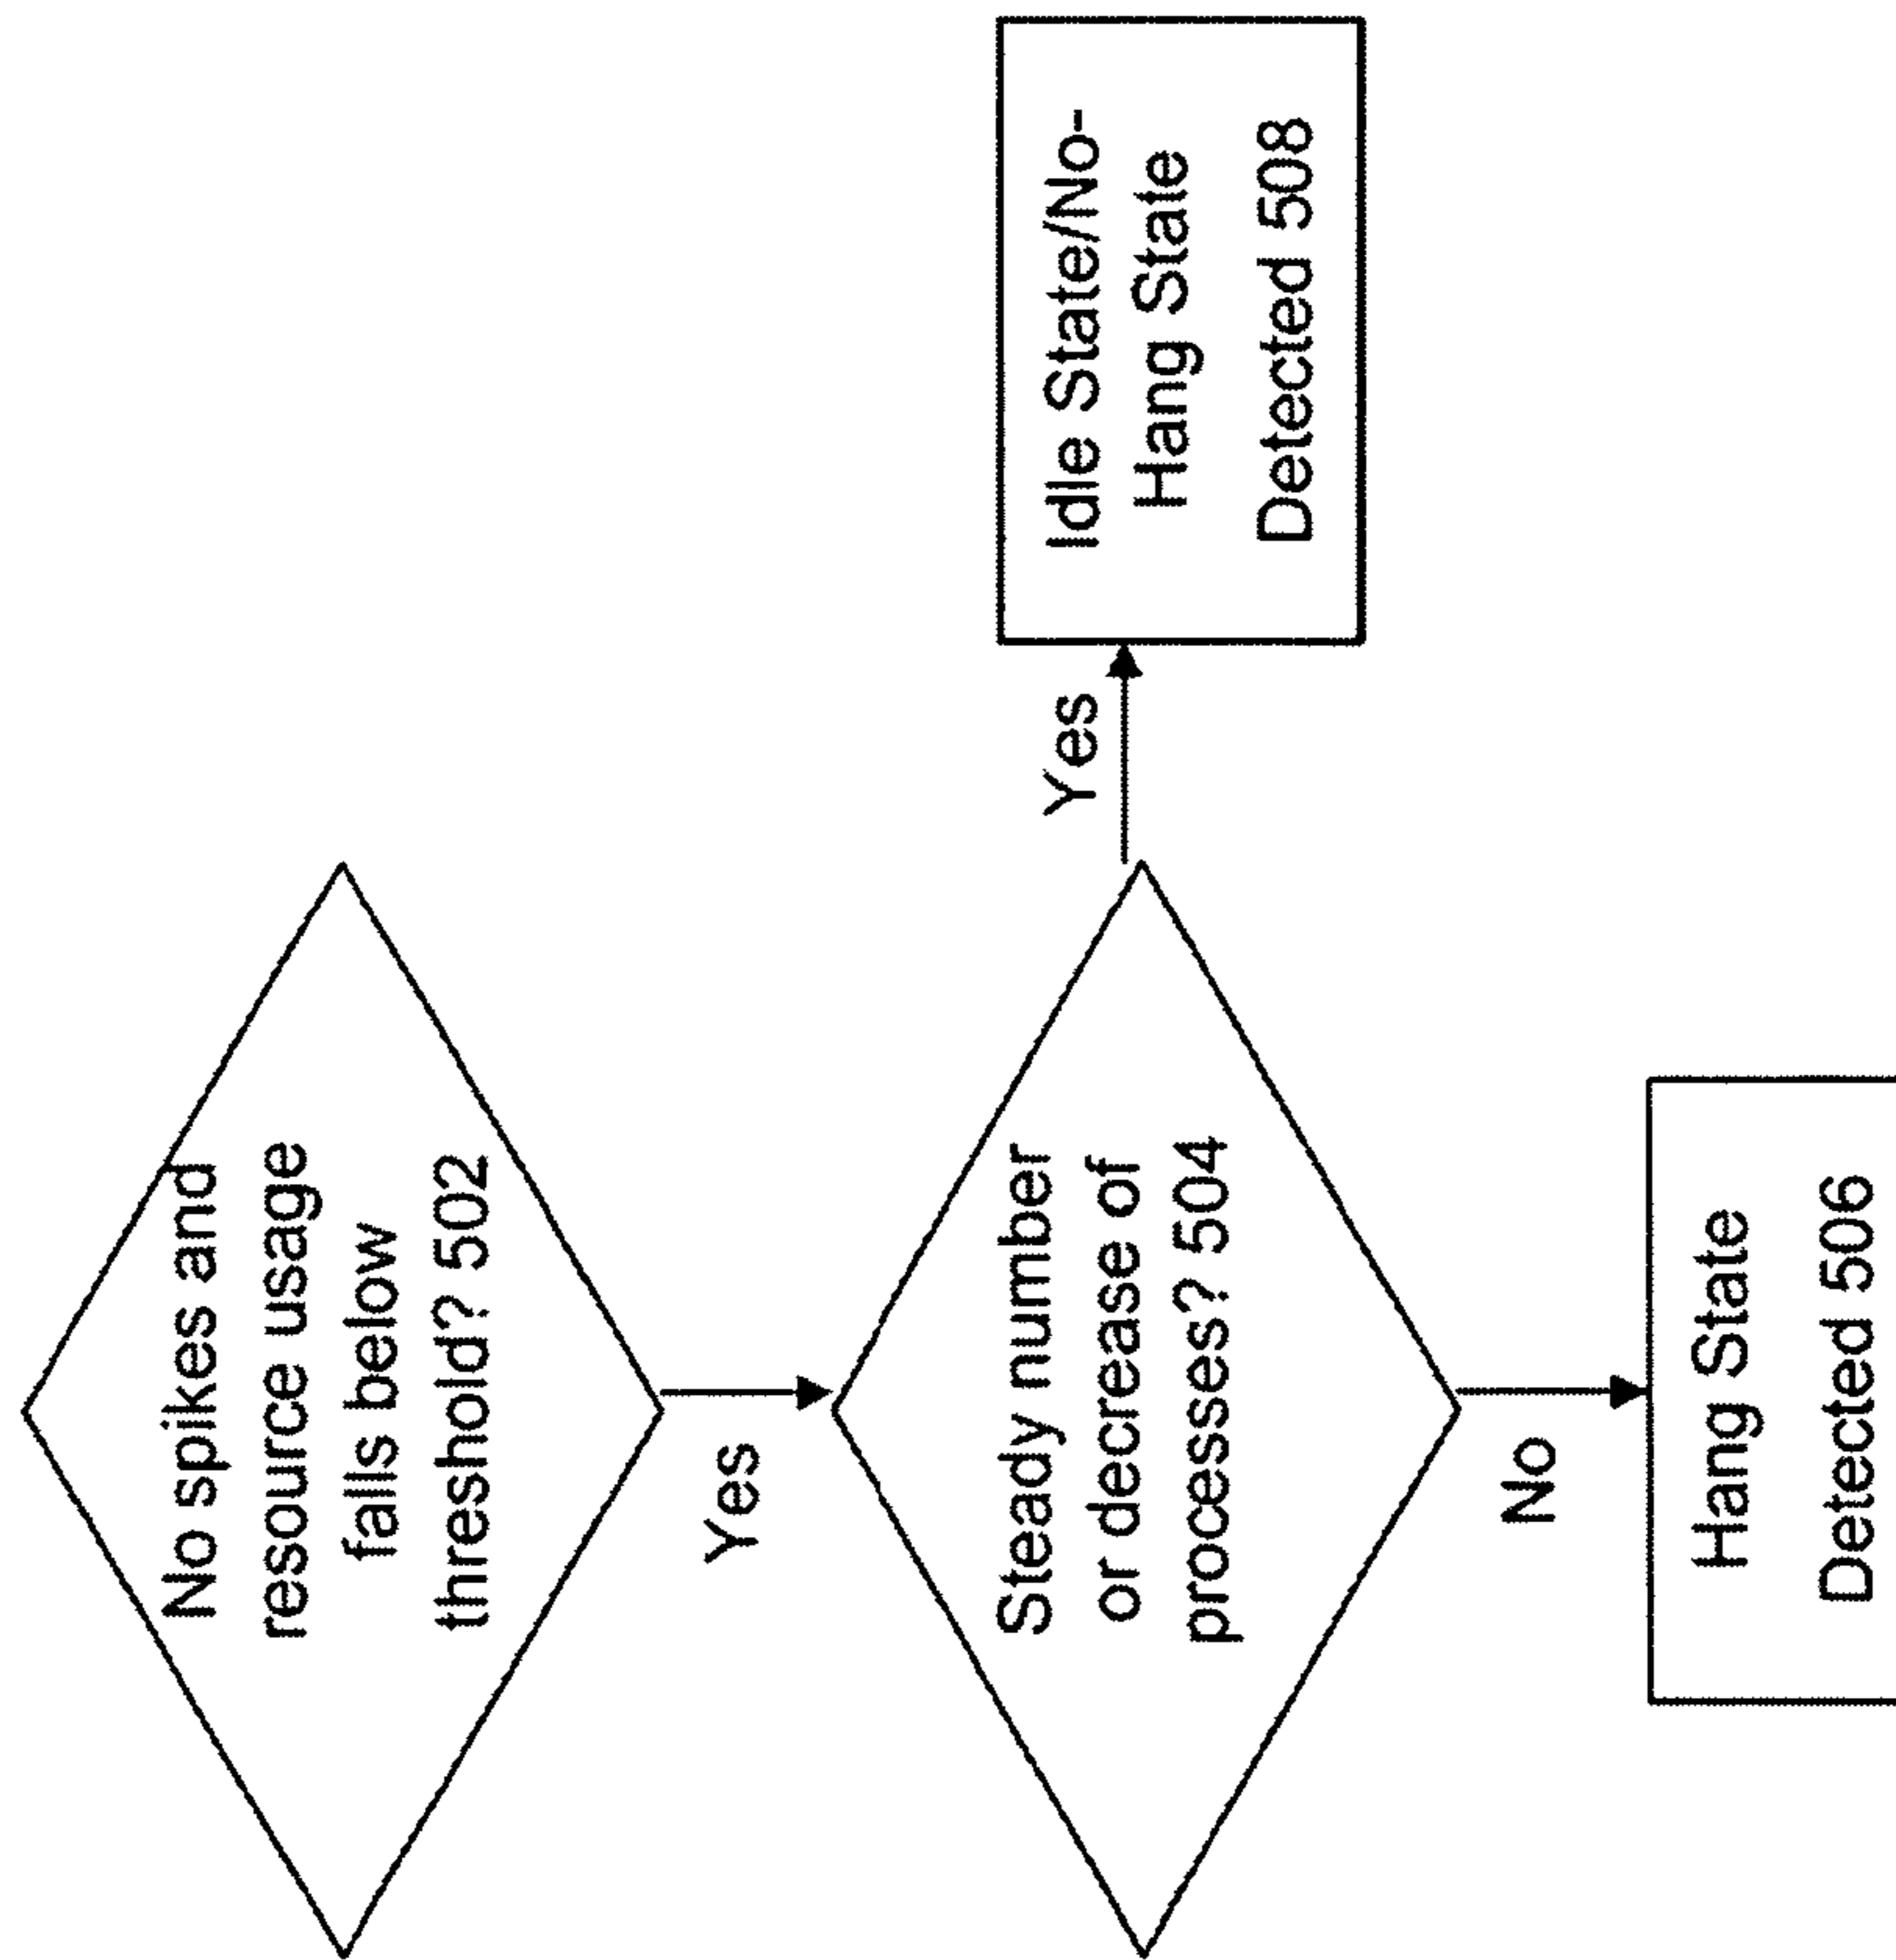 No spikes and
resource usage
falls below
threshold? 502
Yes
Steady number
or decrease of
processes? 504
Yes
Idle State/No-
Hang State
Detected 508
No
Hang State
Detected 506